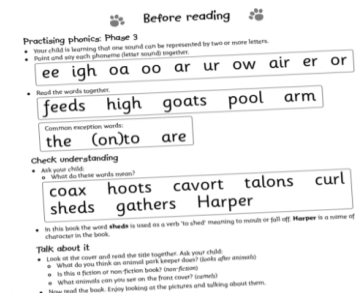 Before reading
Practising phonics: Phase 3
• Your child is learning that one sound can be represented by two or more letters.
• Point and say each phoneme (letter sound) together.
ee igh oa oo ar ur ow air er or
• Read the words together.
feeds high goats pool arm
Common exception words:
the (on)to are
Check understanding
• Ask your child:
o What do these words mean?
coax hoots cavort talons curl
sheds gathers Harper
• In this book the word sheds is used as a verb 'to shed' meaning to moult or fall off. Harper is a name of
character in the book.
Talk about it
• Look at the cover and read the title together. Ask your child:
o What do you think an animal park keeper does? (looks after animals)
o Is this a fiction or non-fiction book? (non-fiction)
o What animals can you see on the front cover? (camels)
• Now read the book. Enjoy looking at the pictures and talking about them.